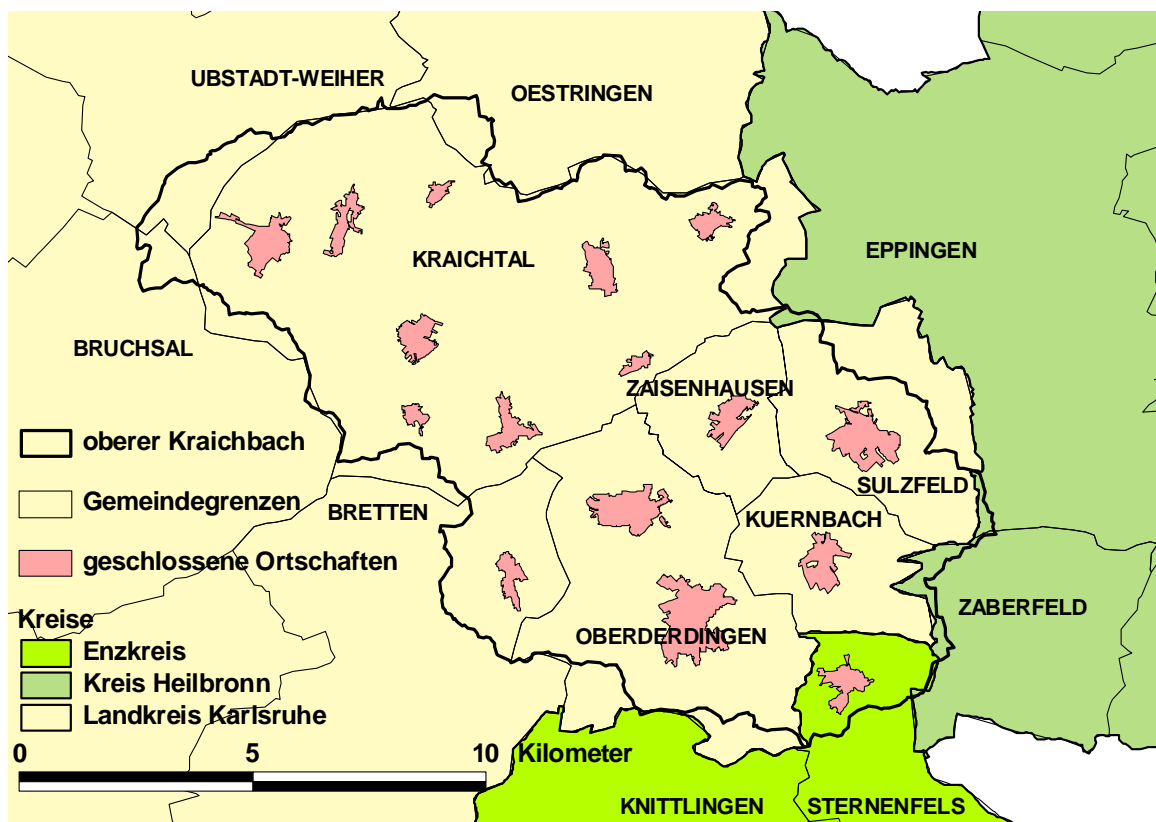 UBSTADT-WEIHER
OESTRINGEN
EPPINGEN
KRAICHTAL
BRUCHSAL
ZAISENHAUSEN
SULZFELD
BRETTEN
KUERNBACH
ZABERFELD
OBERDERDINGEN
KNITTLINGEN
STERNENFELS
oberer Kraichbach
Gemeindegrenzen
geschlossene Ortschaften
Kreise
Enzkreis
Kreis Heilbronn
Landkreis Karlsruhe
0 5 10 Kilometer